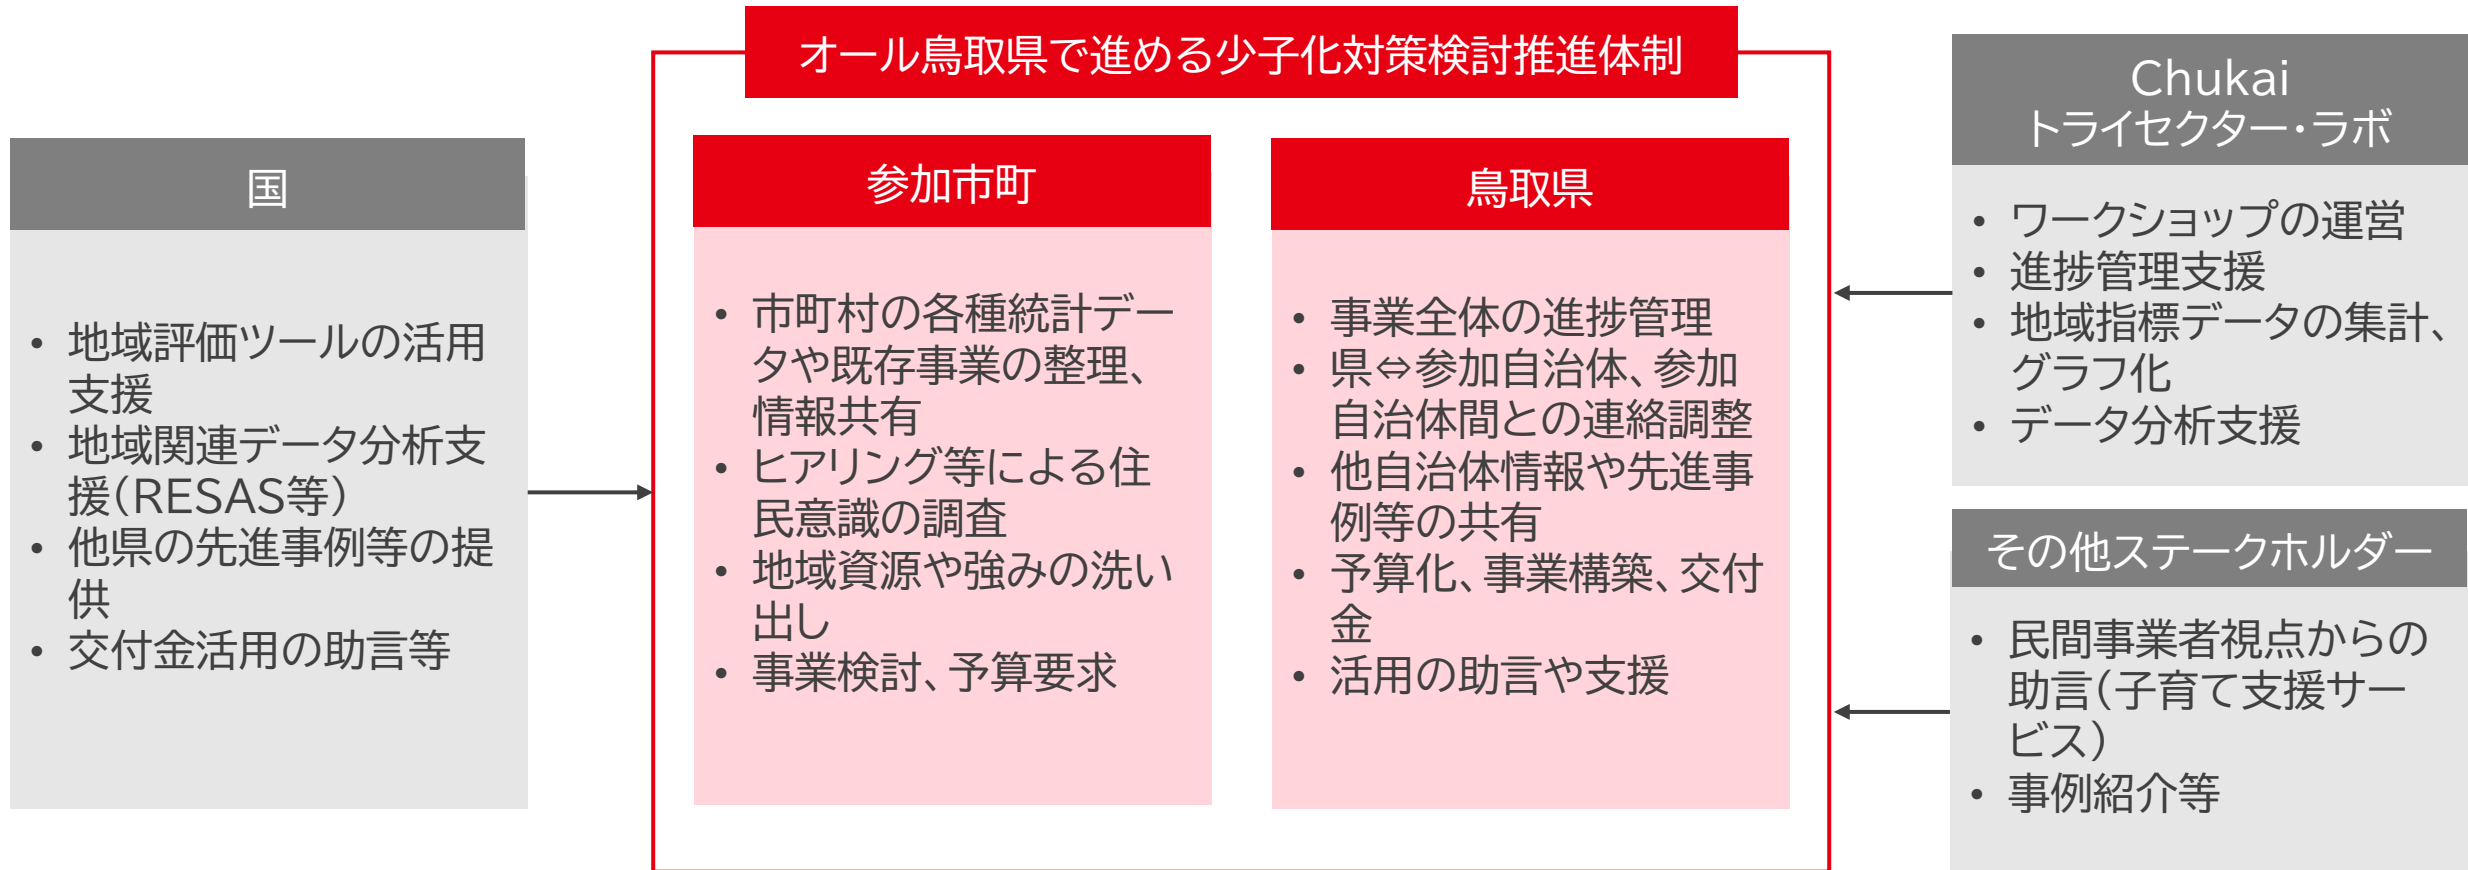 オール鳥取県で進める少子化対策検討推進体制
国
• 地域評価ツールの活用
支援
• 地域関連データ分析支
援(RESAS等)
• 他県の先進事例等の提
供
• 交付金活用の助言等
参加市町
• 市町村の各種統計デー
タや既存事業の整理、
情報共有
• ヒアリング等による住
民意識の調査
• 地域資源や強みの洗い
出し
• 事業検討、予算要求
鳥取県
• 事業全体の進捗管理
• 県⇔参加自治体、参加
自治体間との連絡調整
• 他自治体情報や先進事
例等の共有
• 予算化、事業構築、交付
金
• 活用の助言や支援
Chukai
トライセクター・ラボ
• ワークショップの運営
• 進捗管理支援
• 地域指標データの集計、
グラフ化
• データ分析支援
その他ステークホルダー
• 民間事業者視点からの
助言(子育て支援サー
ビス)
• 事例紹介等